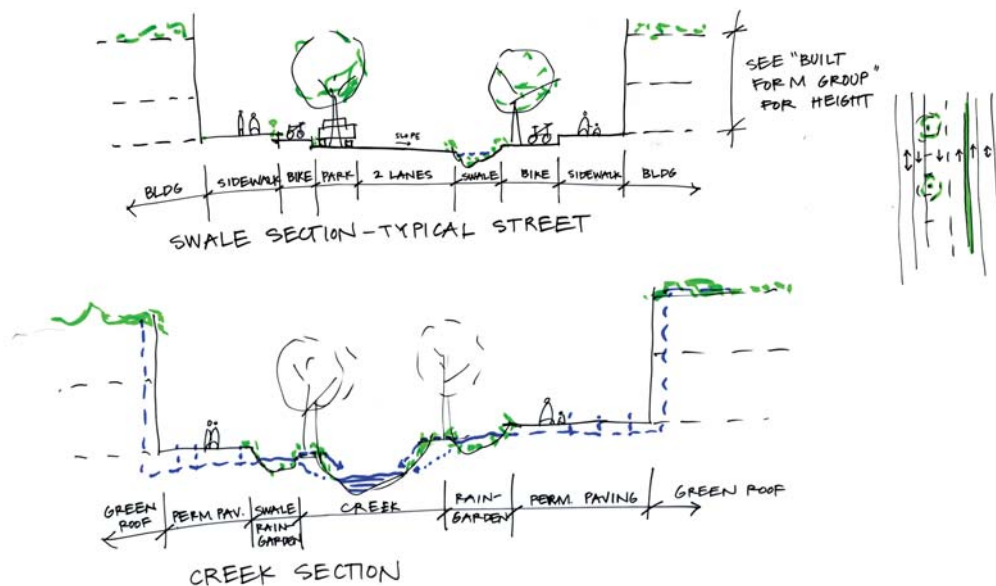 SEE "BUILT
FORM GROUP"
FOR HEIGHT
SLOPE
BLDG SIDEWALK BIKE PARK 2 LANES SWALE BIKE SIDEWALK BLDG
SWALE SECTION - TYPICAL STREET
GREEN ROOF PERM PAV. SWALE RAIN-GARDEN CREEK RAIN-GARDEN PERM. PAVING GREEN ROOF
CREEK SECTION